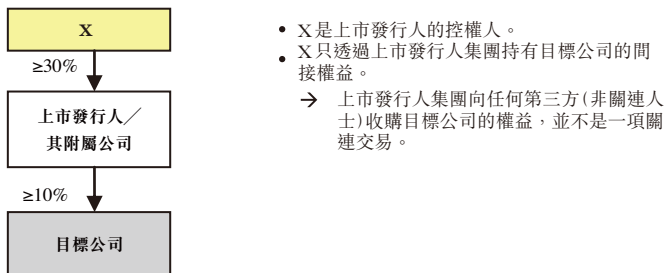 X
≥30%
上市發行人／
其附屬公司
≥10%
目標公司
• X是上市發行人的控權人。
• X只透過上市發行人集團持有目標公司的間
接權益。
→ 上市發行人集團向任何第三方(非關連人
士)收購目標公司的權益，並不是一項關
連交易。